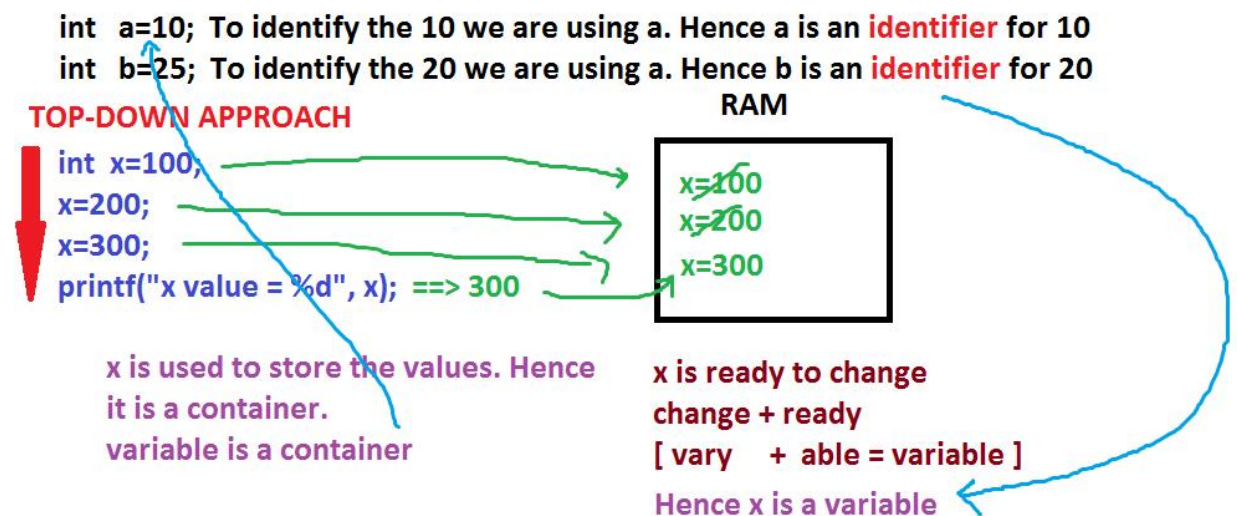 int a=10; To identify the 10 we are using a. Hence a is an identifier for 10
int b=25; To identify the 20 we are using a. Hence b is an identifier for 20
RAM
TOP-DOWN APPROACH
int x=100;
x=200;
x=300;
printf("x value = %d", x); ==> 300
x=100
x=200
x=300
x is used to store the values. Hence
it is a container.
variable is a container
x is ready to change
change + ready
[ vary + able = variable ]
Hence x is a variable